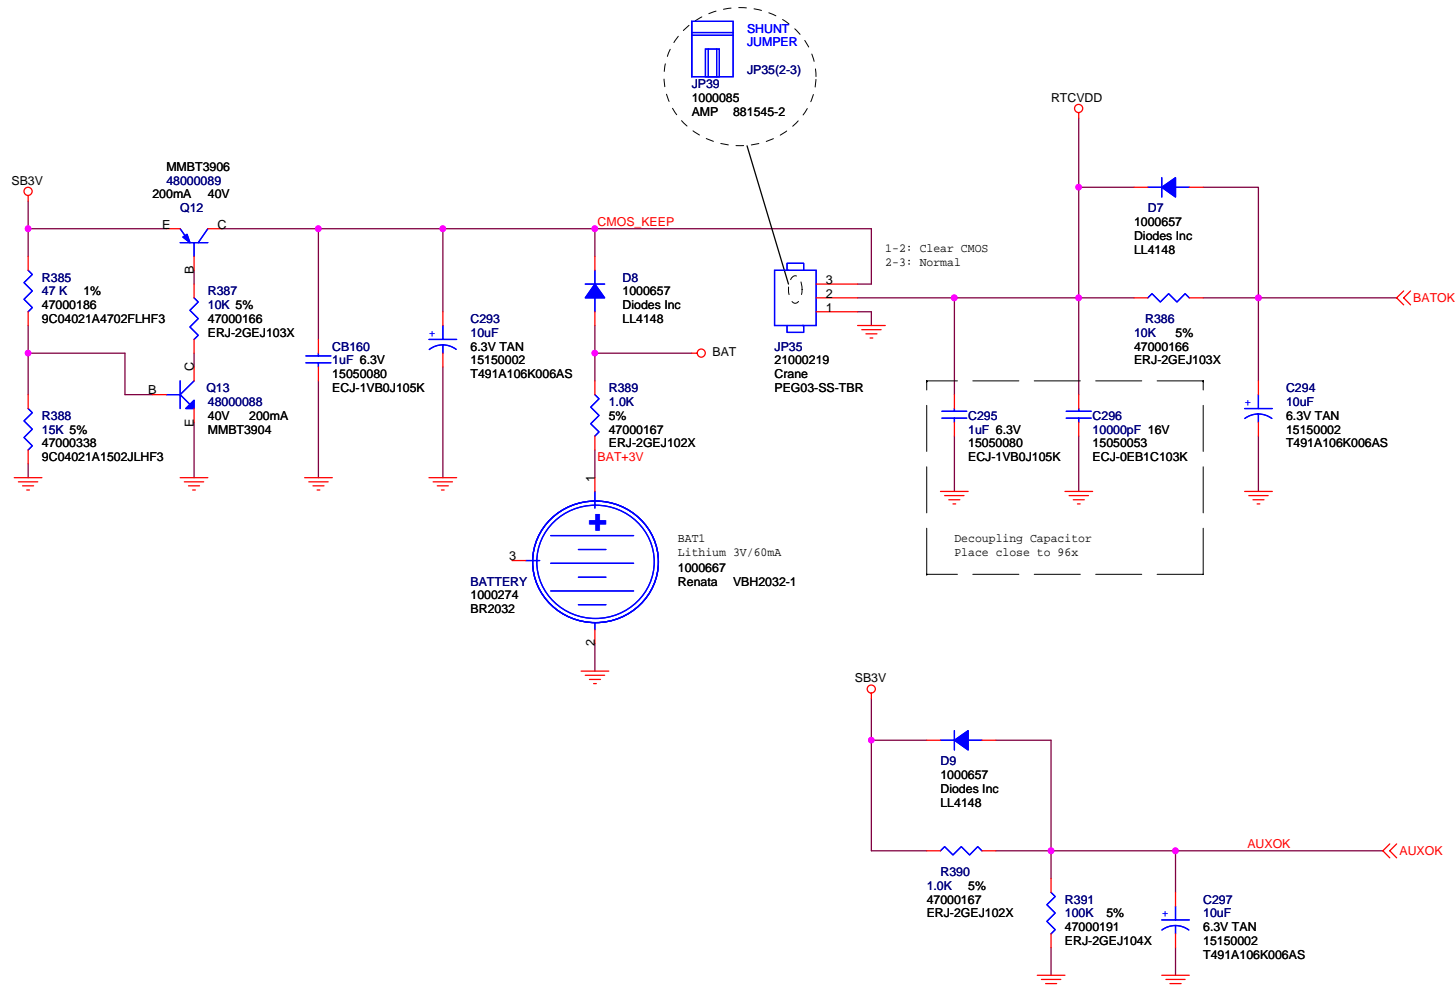 SHUNT
JUMPER
JP35(2-3)
JP39
1000085
AMP 881545-2
RTCVDD
SB3V
MMBT3906
48000089
200mA 40V
Q12
E
C
B
CMOS_KEEP
1-2: Clear CMOS
2-3: Normal
D7
1000657
Diodes Inc
LL4148
R385
47 K 1%
47000186
9C04021A4702FLHF3
R387
10K 5%
47000166
ERJ-2GEJ103X
D8
1000657
Diodes Inc
LL4148
3
2
1
BATOK
C293
10uF
6.3V TAN
15150002
T491A106K006AS
CB160
1uF 6.3V
15050080
ECJ-1VB0J105K
BAT
JP35
21000219
Crane
PEG03-SS-TBR
R386
10K 5%
47000166
ERJ-2GEJ103X
C
B
E
Q13
48000088
40V 200mA
MMBT3904
R388
15K 5%
47000338
9C04021A1502JLHF3
R389
1.0K
5%
47000167
ERJ-2GEJ102X
BAT+3V
C295
1uF 6.3V
15050080
ECJ-1VB0J105K
C296
10000pF 16V
15050053
ECJ-0EB1C103K
C294
10uF
6.3V TAN
15150002
T491A106K006AS
+
+
1
3
2
BATTERY
1000274
BR2032
BAT1
Lithium 3V/60mA
1000667
Renata VBH2032-1
Decoupling Capacitor
Place close to 96x
SB3V
D9
1000657
Diodes Inc
LL4148
AUXOK
AUXOK
R390
1.0K 5%
47000167
ERJ-2GEJ102X
R391
100K 5%
47000191
ERJ-2GEJ104X
+
C297
10uF
6.3V TAN
15150002
T491A106K006AS